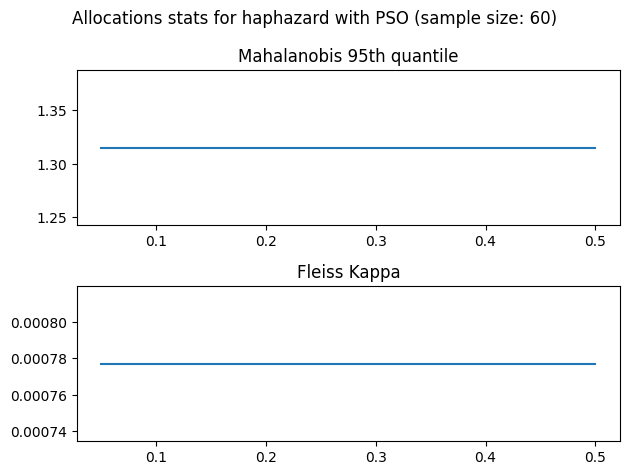 Allocations stats for haphazard with PSO (sample size: 60)
Mahalanobis 95th quantile
1.35
1.30
1.25
0.1 0.2 0.3 0.4 0.5
Fleiss Kappa
0.00080
0.00078
0.00076
0.00074
0.1 0.2 0.3 0.4 0.5